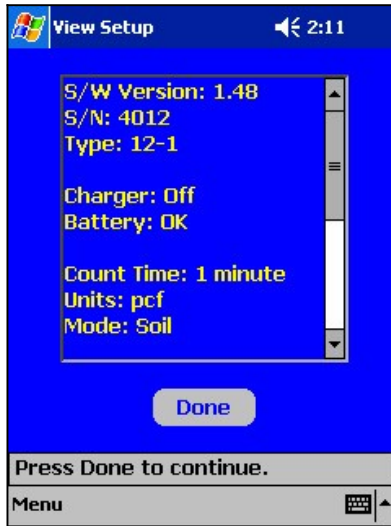 View Setup 2:11
S/W Version: 1.48
S/N: 4012
Type: 12-1
Charger: Off
Battery: OK
Count Time: 1 minute
Units: pcf
Mode: Soil
Done
Press Done to continue.
Menu